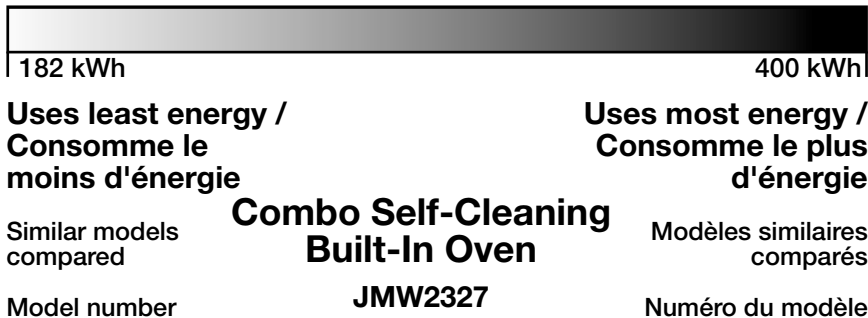 182 kWh
400 kWh
Uses least energy /
Consomme le
moins d'énergie
Uses most energy /
Consomme le plus
d'énergie
Similar models
compared
Combo Self-Cleaning
Built-In Oven
Modèles similaires
comparés
Model number
JMW2327
Numéro du modèle